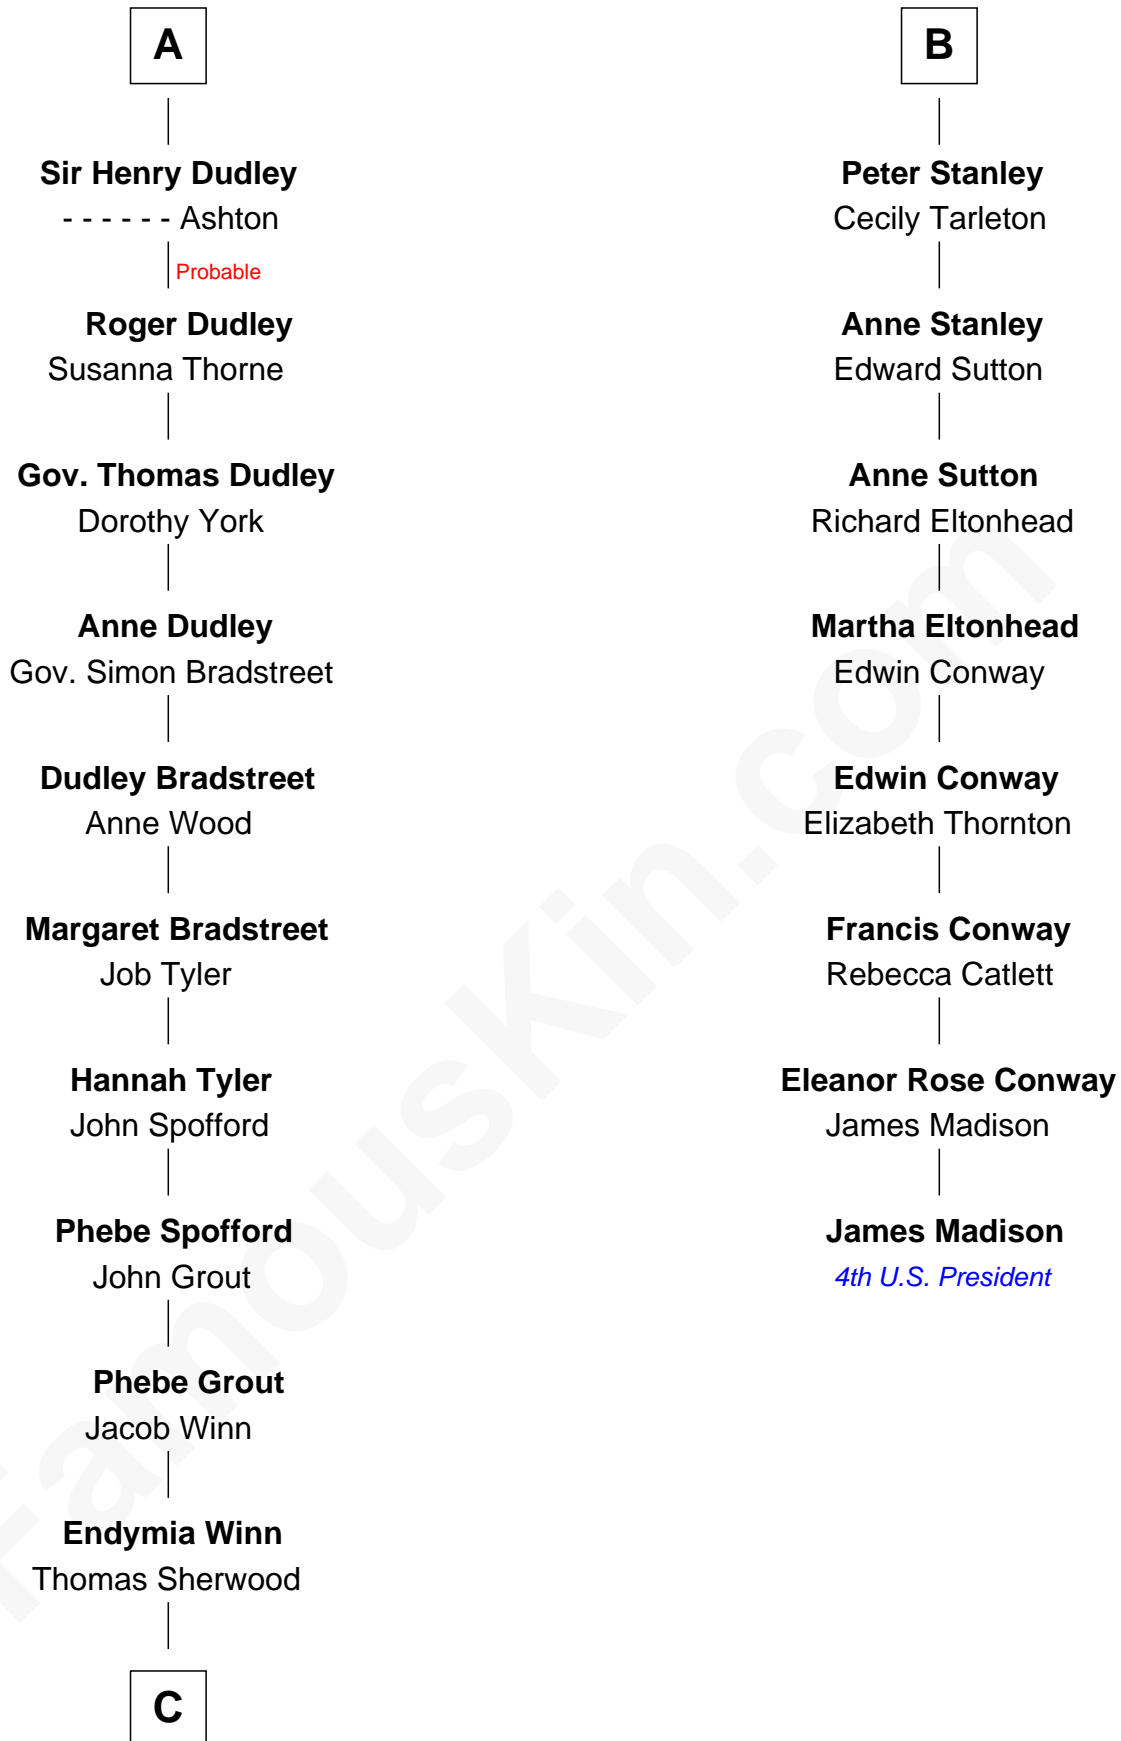 A
Sir Henry Dudley
- - - - - - Ashton
Probable
Roger Dudley
Susanna Thorne
Gov. Thomas Dudley
Dorothy York
Anne Dudley
Gov. Simon Bradstreet
Dudley Bradstreet
Anne Wood
Margaret Bradstreet
Job Tyler
Hannah Tyler
John Spofford
Phebe Spofford
John Grout
Phebe Grout
Jacob Winn
Endymia Winn
Thomas Sherwood
C
B
Peter Stanley
Cecily Tarleton
Anne Stanley
Edward Sutton
Anne Sutton
Richard Eltonhead
Martha Eltonhead
Edwin Conway
Edwin Conway
Elizabeth Thornton
Francis Conway
Rebecca Catlett
Eleanor Rose Conway
James Madison
James Madison
4th U.S. President
FamousKin.com